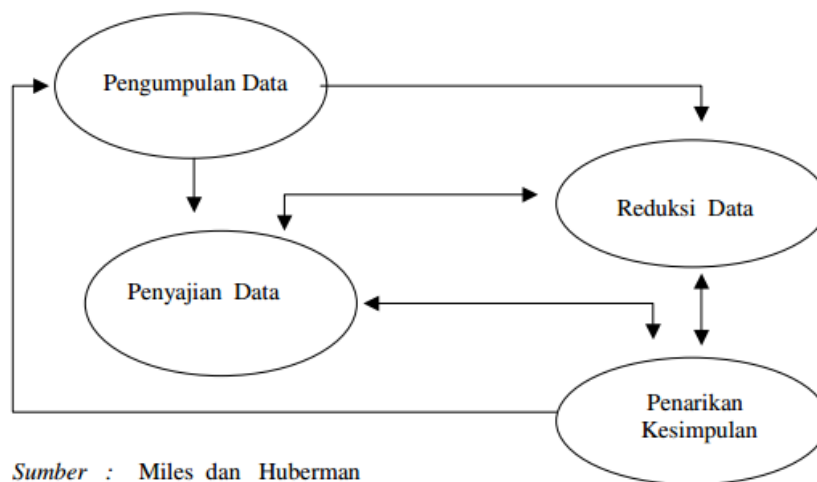 Pengumpulan Data
Reduksi Data
Penyajian Data
Penarikan
Kesimpulan
Sumber : Miles dan Huberman